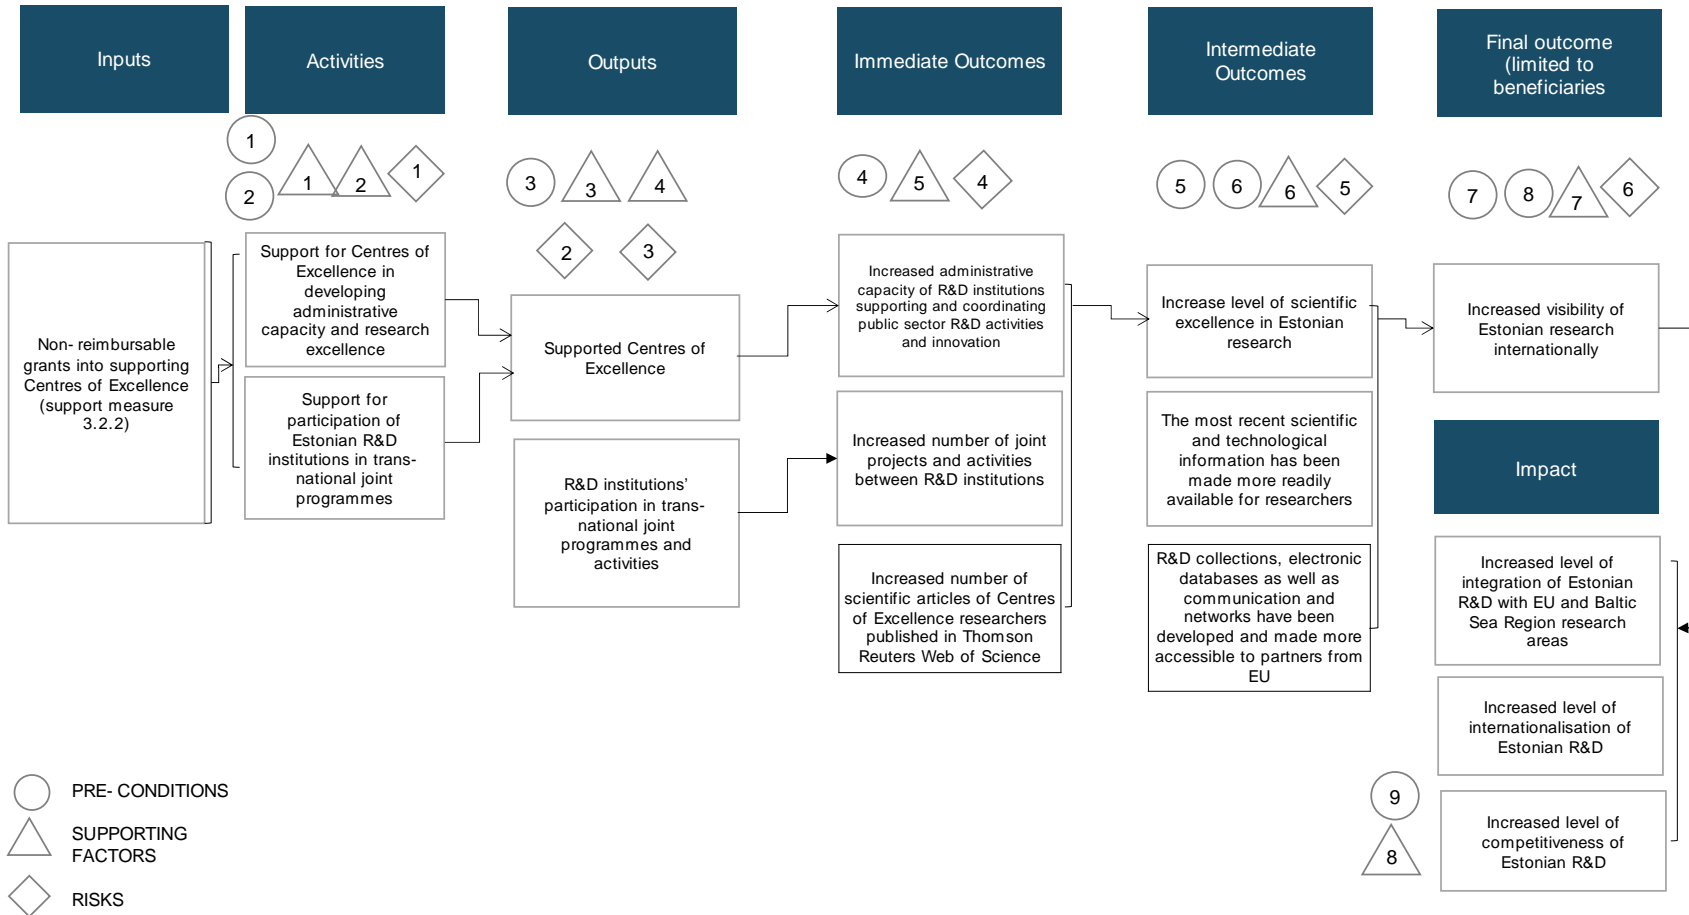 Inputs
Activities
Outputs
Immediate Outcomes
Intermediate
Outcomes
Final outcome
(limited to
beneficiaries
1
2
1
2
1
3
3
4
2
3
4
5
4
5
6
6
5
7
8
7
6
Non- reimbursable
grants into supporting
Centres of Excellence
(support measure
3.2.2)
Support for Centres of
Excellence in
developing
administrative
capacity and research
excellence
Support for
participation of
Estonian R&D
institutions in trans-
national joint
programmes
Supported Centres of
Excellence
R&D institutions’
participation in trans-
national joint
programmes and
activities
Increased administrative
capacity of R&D institutions
supporting and coordinating
public sector R&D activities
and innovation
Increased number of joint
projects and activities
between R&D institutions
Increased number of
scientific articles of Centres
of Excellence researchers
published in Thomson
Reuters Web of Science
Increase level of scientific
excellence in Estonian
research
The most recent scientific
and technological
information has been
made more readily
available for researchers
R&D collections, electronic
databases as well as
communication and
networks have been
developed and made more
accessible to partners from
EU
Increased visibility of
Estonian research
internationally
Impact
Increased level of
integration of Estonian
R&D with EU and Baltic
Sea Region research
areas
Increased level of
internationalisation of
Estonian R&D
Increased level of
competitiveness of
Estonian R&D
9
8
PRE- CONDITIONS
SUPPORTING
FACTORS
RISKS